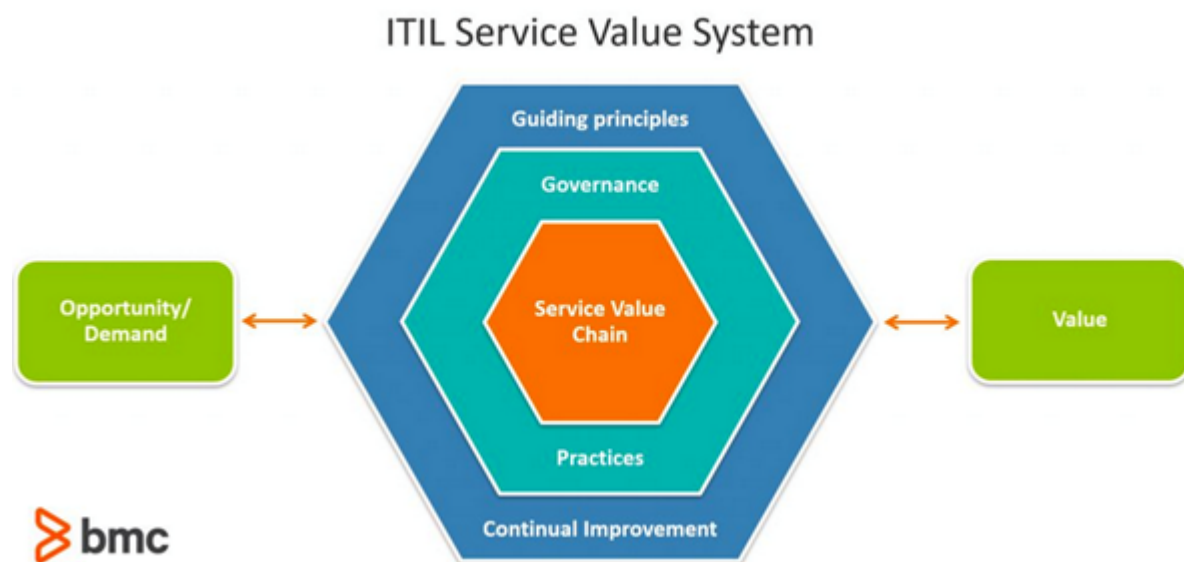 ITIL Service Value System
Guiding principles
Governance
Opportunity/
Demand
Service Value
Chain
Value
Practices
Continual Improvement
bmc